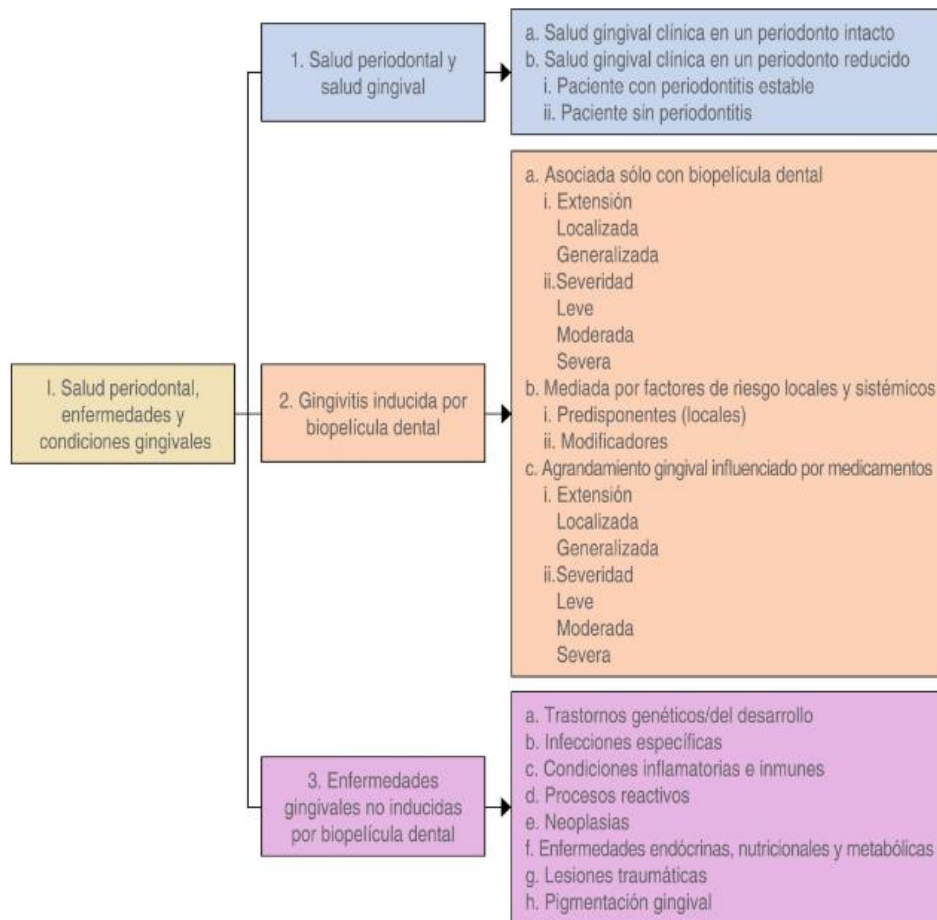 I. Salud periodontal,
enfermedades y
condiciones gingivales
1. Salud periodontal y
salud gingival
a. Salud gingival clínica en un periodonto intacto
b. Salud gingival clínica en un periodonto reducido
i. Paciente con periodontitis estable
ii. Paciente sin periodontitis
2. Gingivitis inducida por
biopelícula dental
a. Asociada sólo con biopelícula dental
i. Extensión
Localizada
Generalizada
ii.Severidad
Leve
Moderada
Severa
b. Mediada por factores de riesgo locales y sistémicos
i. Predisponentes (locales)
ii. Modificadores
c. Agrandamiento gingival influenciado por medicamentos
i. Extensión
Localizada
Generalizada
ii.Severidad
Leve
Moderada
Severa
3. Enfermedades
gingivales no inducidas
por biopelícula dental
a. Trastornos genéticos/del desarrollo
b. Infecciones específicas
c. Condiciones inflamatorias e inmunes
d. Procesos reactivos
e. Neoplasias
f. Enfermedades endócrinas, nutricionales y metabólicas
g. Lesiones traumáticas
h. Pigmentación gingival